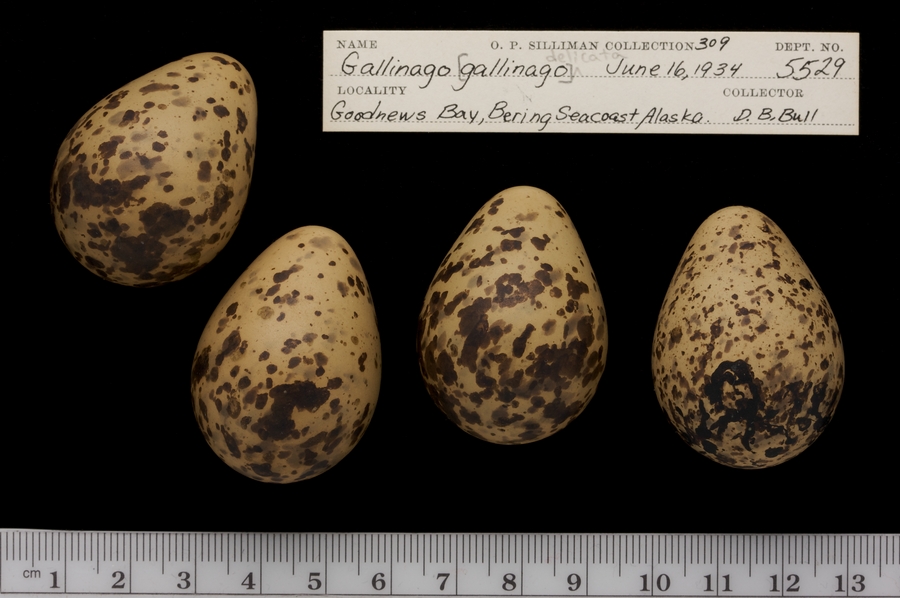 NAME O. P. SILLIMAN COLLECTION 309 DEPT. NO.
delicata
Gallinago [gallinago] June 16, 1934 5529
LOCALITY COLLECTOR
Goodnews Bay, Bering Seacoast, Alaska. D. B. Bull
cm 1 2 3 4 5 6 7 8 9 10 11 12 13